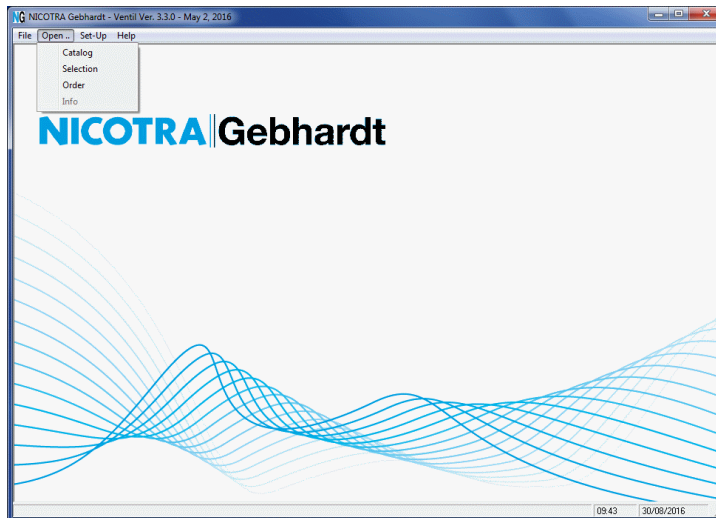 NG NICOTRA Gebhardt - Ventil Ver. 3.3.0 - May 2, 2016
File Open .. Set-Up Help
Catalog
Selection
Order
Info
NICOTRA Gebhardt
09:43 30/08/2016